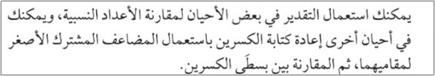 يمكنك استعمال التقدير في بعض الأحيان لمقارنة الأعداد النسبية، ويمكنك
في أحيان أخرى إعادة كتابة الكسرين باستعمال المضاعف المشترك الأصغر
لمقاميهما، ثم المقارنة بين بسطَي الكسرين.